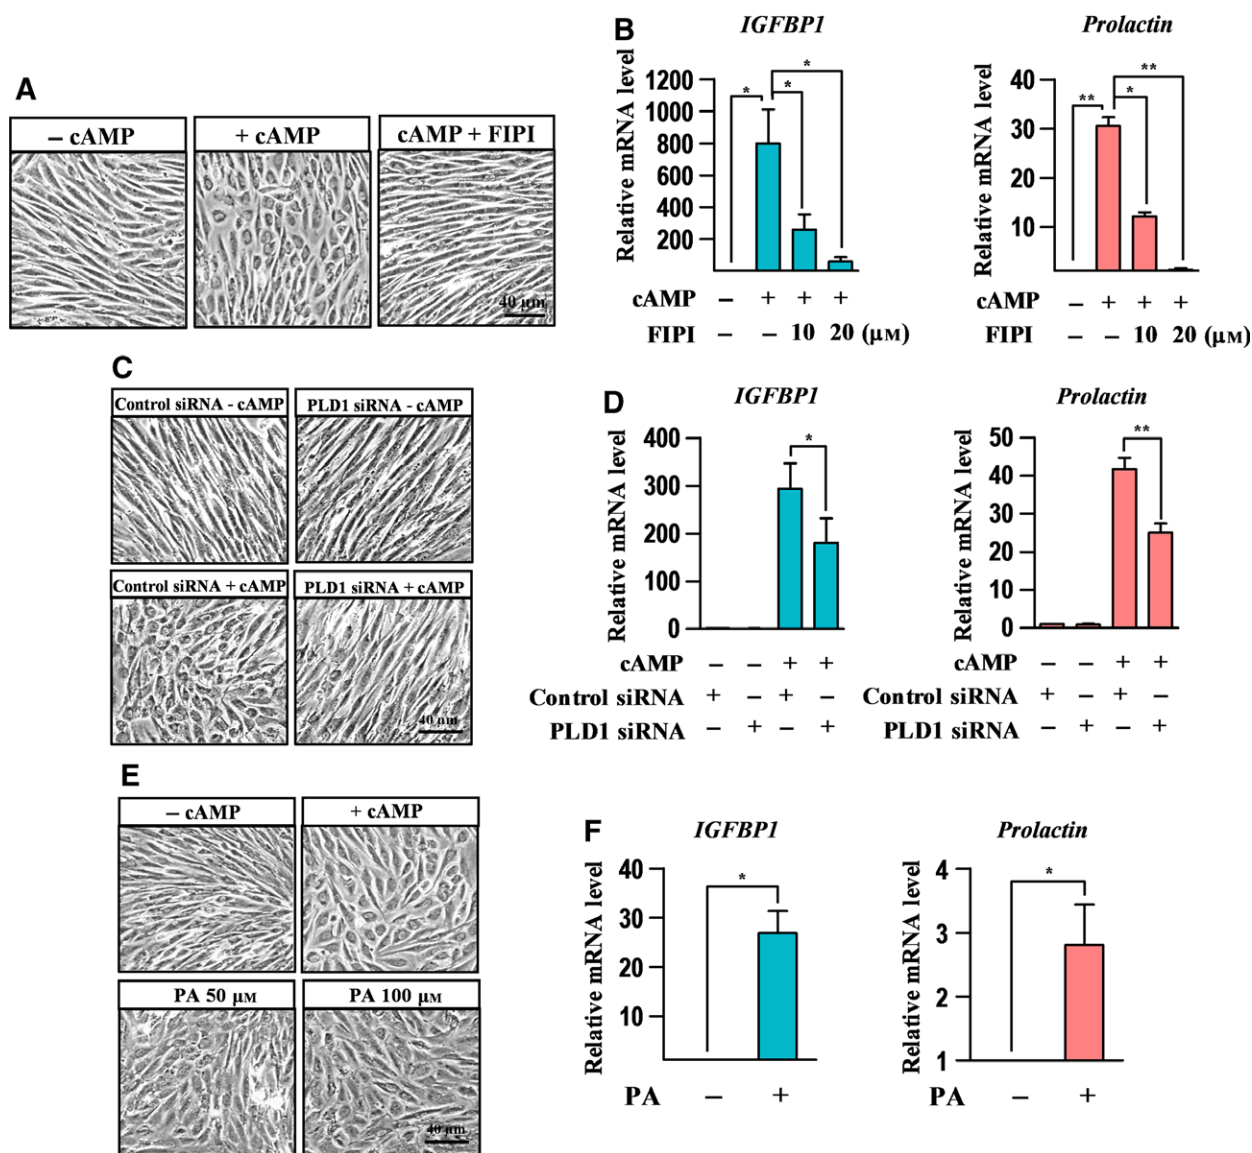 A
– cAMP
+ cAMP
cAMP + FIPI
40 µm
B
IGFBP1
Relative mRNA level
1200
1000
800
600
400
200
*
*
*
cAMP – + + +
FIPI – – 10 20 (µM)
Prolactin
Relative mRNA level
40
30
20
10
**
*
**
cAMP – + + +
FIPI – – 10 20 (µM)
C
Control siRNA - cAMP
PLD1 siRNA - cAMP
Control siRNA + cAMP
PLD1 siRNA + cAMP
40 µm
D
IGFBP1
Relative mRNA level
400
300
200
100
0
*
cAMP – – + +
Control siRNA + – + –
PLD1 siRNA – + – +
Prolactin
Relative mRNA level
50
40
30
20
10
0
**
cAMP – – + +
Control siRNA + – + –
PLD1 siRNA – + – +
E
– cAMP
+ cAMP
PA 50 µM
PA 100 µM
40 µm
F
IGFBP1
Relative mRNA level
40
30
20
10
*
PA – +
Prolactin
Relative mRNA level
4
3
2
1
*
PA – +